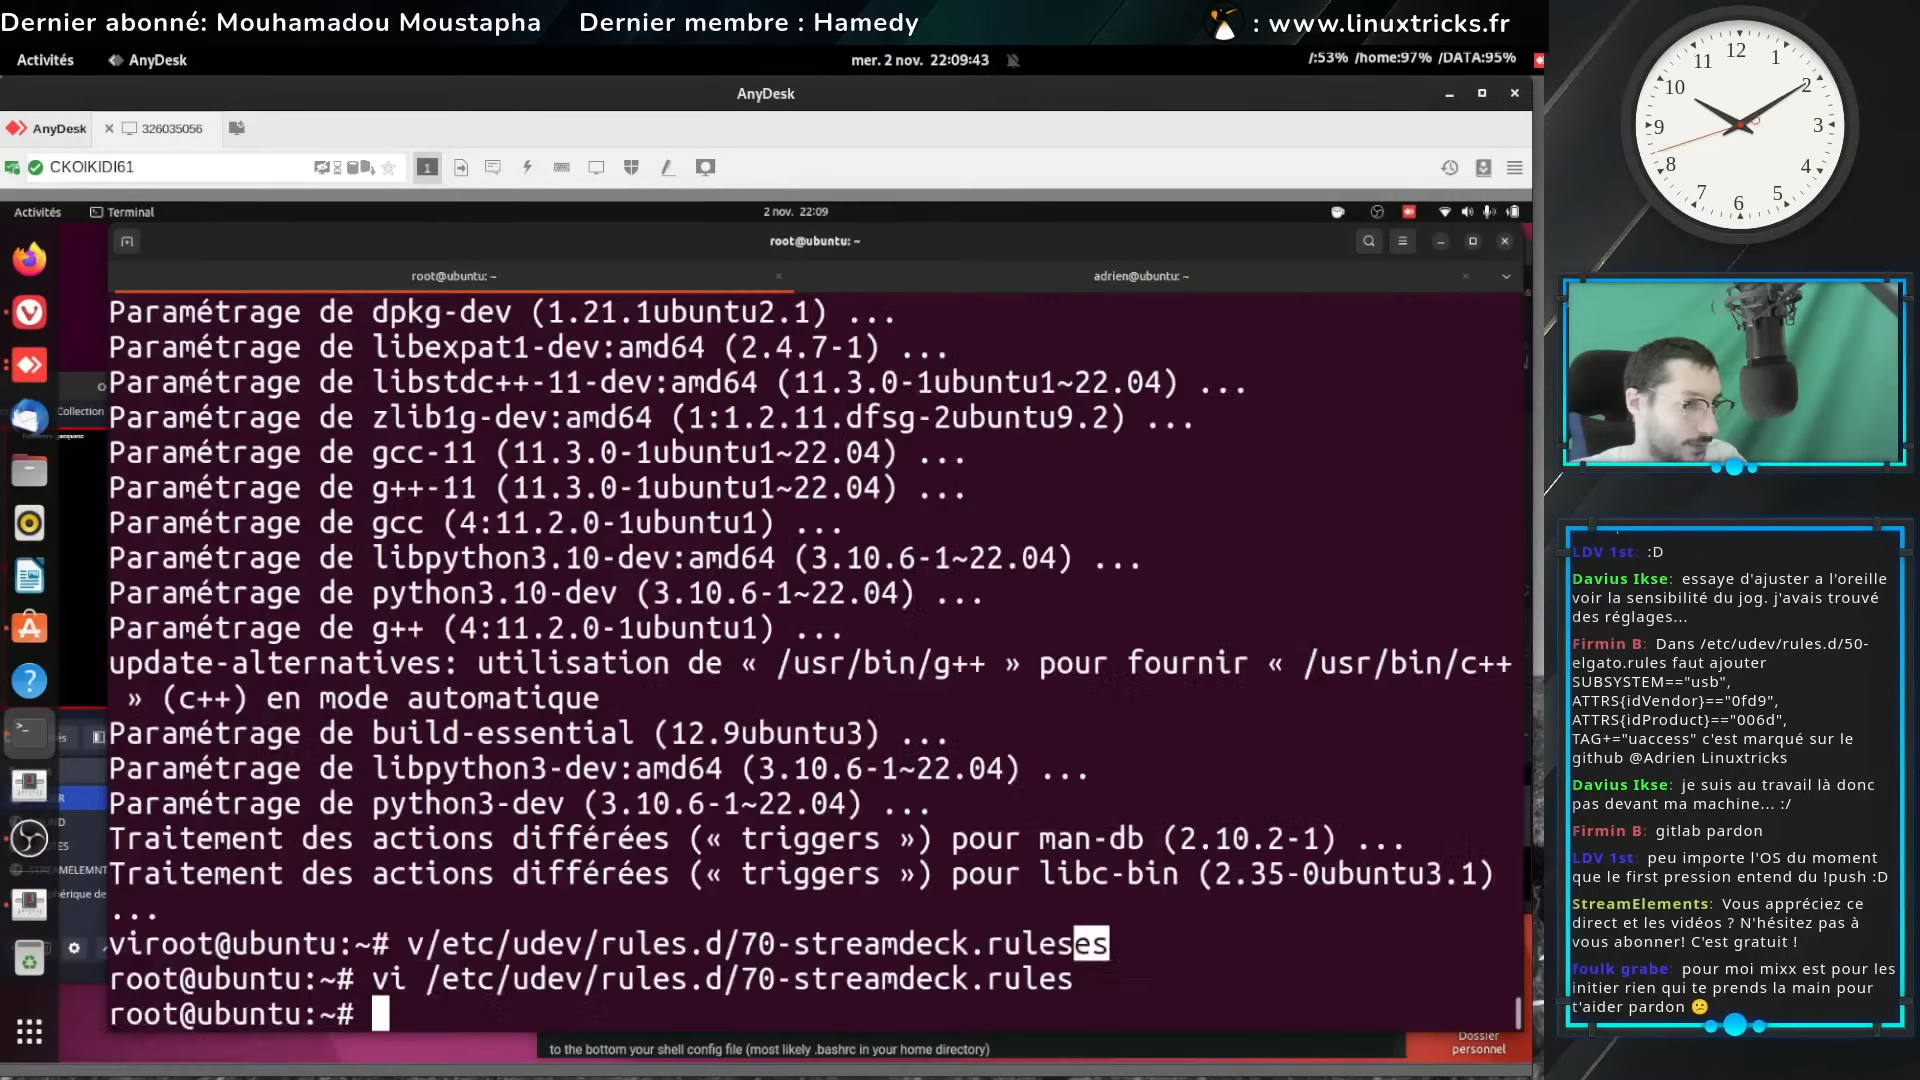 Dernier abonné: Mouhamadou Moustapha Dernier membre : Hamedy : www.linuxtricks.fr
Activités AnyDesk mer. 2 nov. 22:09:43 /:53% /home:97% /DATA:95%
AnyDesk
AnyDesk 326035056
CKOIKIDI61 1
Activités Terminal 2 nov. 22:09
root@ubuntu: ~
root@ubuntu: ~ adrien@ubuntu: ~
Paramétrage de dpkg-dev (1.21.1ubuntu2.1) ...
Paramétrage de libexpat1-dev:amd64 (2.4.7-1) ...
Paramétrage de libstdc++-11-dev:amd64 (11.3.0-1ubuntu1~22.04) ...
Paramétrage de zlib1g-dev:amd64 (1:1.2.11.dfsg-2ubuntu9.2) ...
Paramétrage de gcc-11 (11.3.0-1ubuntu1~22.04) ...
Paramétrage de g++-11 (11.3.0-1ubuntu1~22.04) ...
Paramétrage de gcc (4:11.2.0-1ubuntu1) ...
Paramétrage de libpython3.10-dev:amd64 (3.10.6-1~22.04) ...
Paramétrage de python3.10-dev (3.10.6-1~22.04) ...
Paramétrage de g++ (4:11.2.0-1ubuntu1) ...
update-alternatives: utilisation de « /usr/bin/g++ » pour fournir « /usr/bin/c++
» (c++) en mode automatique
Paramétrage de build-essential (12.9ubuntu3) ...
Paramétrage de libpython3-dev:amd64 (3.10.6-1~22.04) ...
Paramétrage de python3-dev (3.10.6-1~22.04) ...
Traitement des actions différées (« triggers ») pour man-db (2.10.2-1) ...
Traitement des actions différées (« triggers ») pour libc-bin (2.35-0ubuntu3.1)
...
viroot@ubuntu:~# v/etc/udev/rules.d/70-streamdeck.ruleses
root@ubuntu:~# vi /etc/udev/rules.d/70-streamdeck.rules
root@ubuntu:~#
Collection
to the bottom your shell config file (most likely .bashrc in your home directory)
Dossier
personnel
12
1
2
3
4
5
6
7
8
9
10
11
LDV 1st: :D
Davius Ikse: essaye d'ajuster a l'oreille
voir la sensibilité du jog. j'avais trouvé
des réglages...
Firmin B: Dans /etc/udev/rules.d/50-
elgato.rules faut ajouter
SUBSYSTEM=="usb",
ATTRS{idVendor}=="0fd9",
ATTRS{idProduct}=="006d",
TAG+="uaccess" c'est marqué sur le
github @Adrien Linuxtricks
Davius Ikse: je suis au travail là donc
pas devant ma machine... :/
Firmin B: gitlab pardon
LDV 1st: peu importe l'OS du moment
que le first pression entend du !push :D
StreamElements: Vous appréciez ce
direct et les vidéos ? N'hésitez pas à
vous abonner! C'est gratuit !
foulk grabe: pour moi mixx est pour les
initier rien qui te prends la main pour
t'aider pardon 😕